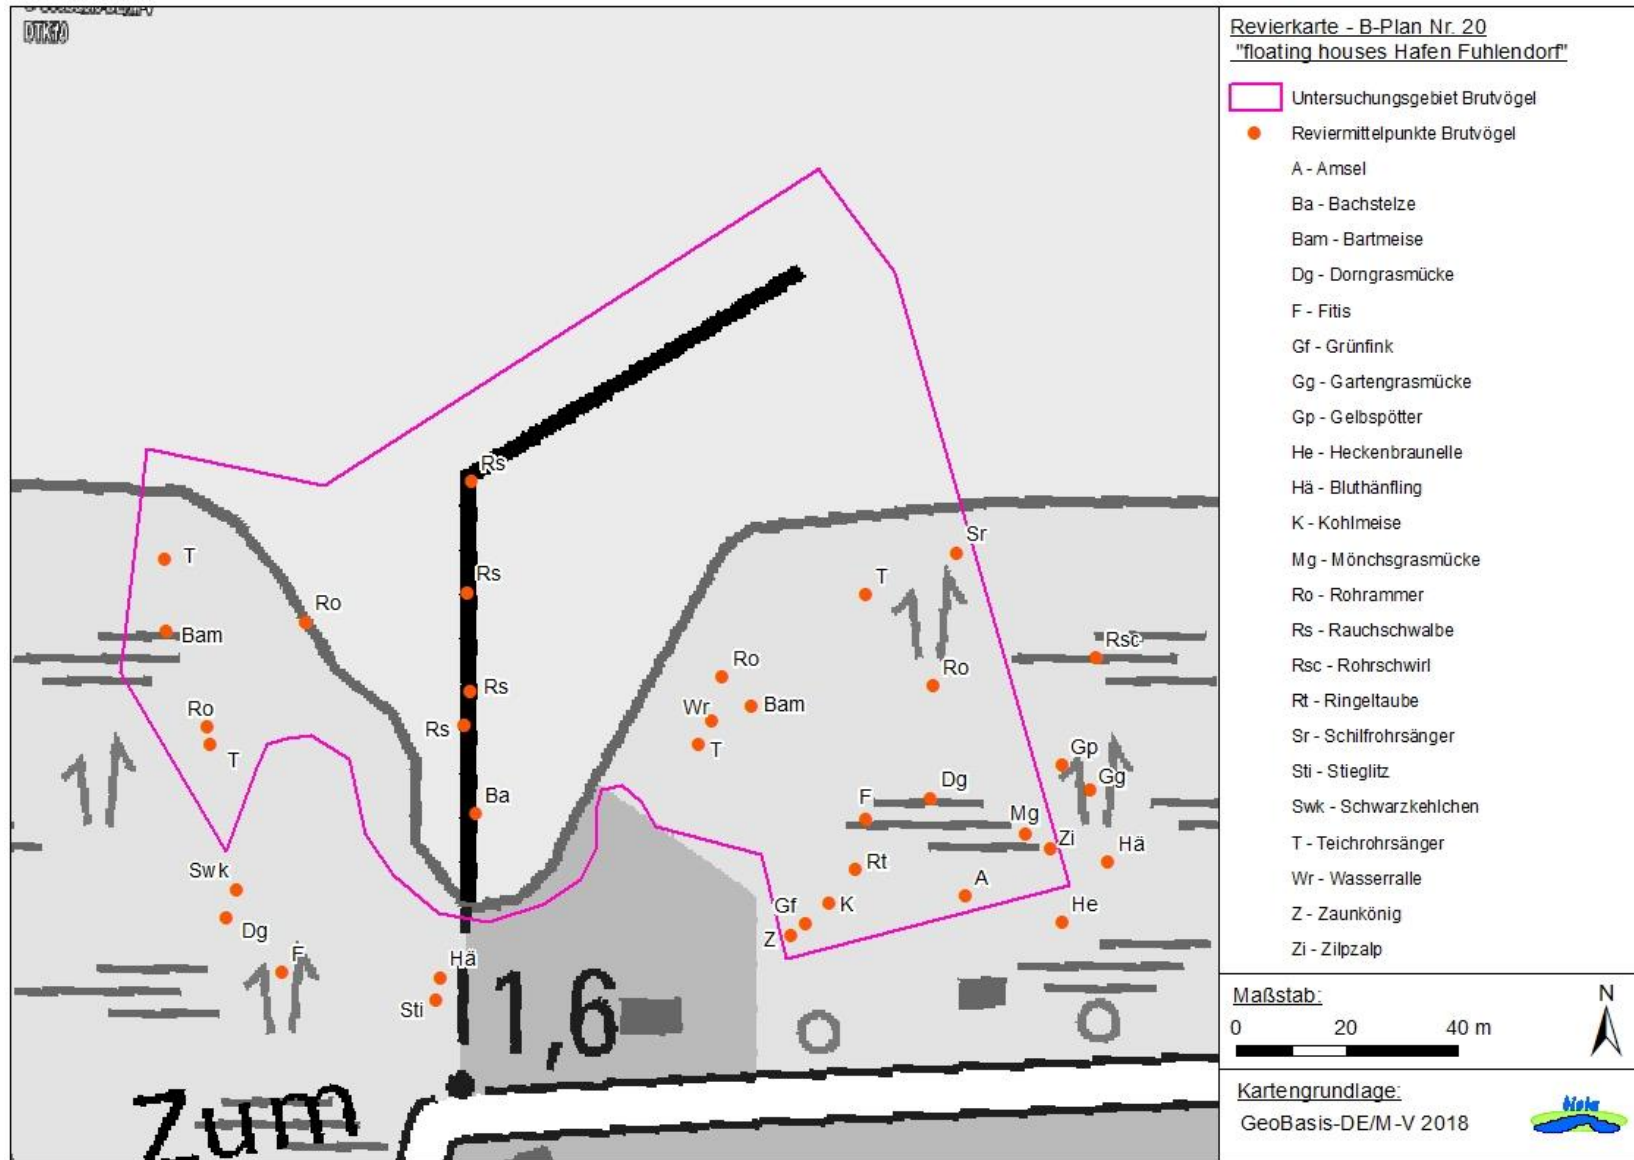 DTK10
Rs
Rs
Rs
Rs
Ba
T
Bam
Ro
Ro
T
Swk
Dg
F
Hä
Sti
Sr
T
Ro
Ro
Wr
Bam
T
Rsc
Gp
Gg
Dg
F
Mg
Zi
Hä
Rt
A
K
Gf
Z
He
1,6
Zum
Revierkarte - B-Plan Nr. 20
"floating houses Hafen Fuhlendorf"
Untersuchungsgebiet Brutvögel
Reviermittelpunkte Brutvögel
A - Amsel
Ba - Bachstelze
Bam - Bartmeise
Dg - Dorngrasmücke
F - Fitis
Gf - Grünfink
Gg - Gartengrasmücke
Gp - Gelbspötter
He - Heckenbraunelle
Hä - Bluthänfling
K - Kohlmeise
Mg - Mönchsgrasmücke
Ro - Rohrammer
Rs - Rauchschwalbe
Rsc - Rohrschwirl
Rt - Ringeltaube
Sr - Schilfrohrsänger
Sti - Stieglitz
Swk - Schwarzkehlchen
T - Teichrohrsänger
Wr - Wasserralle
Z - Zaunkönig
Zi - Zilpzalp
Maßstab:
0 20 40 m
N
Kartengrundlage:
GeoBasis-DE/M-V 2018